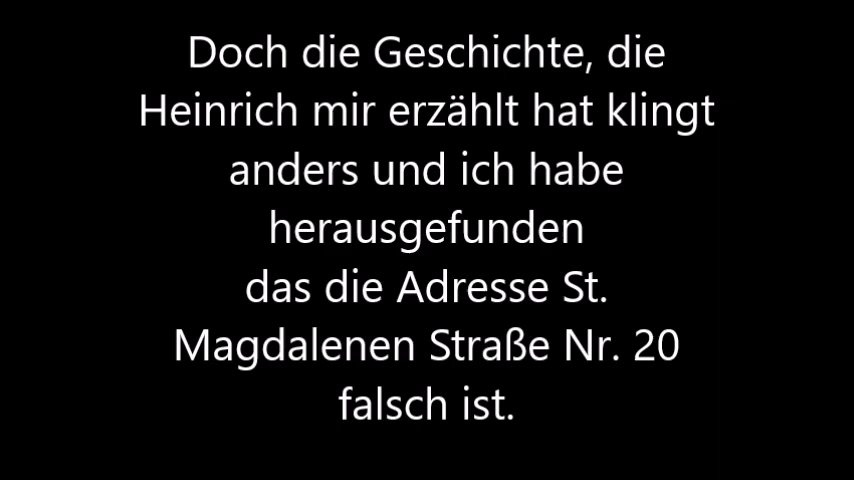 Doch die Geschichte, die
Heinrich mir erzählt hat klingt
anders und ich habe
herausgefunden
das die Adresse St.
Magdalenen Straße Nr. 20
falsch ist.